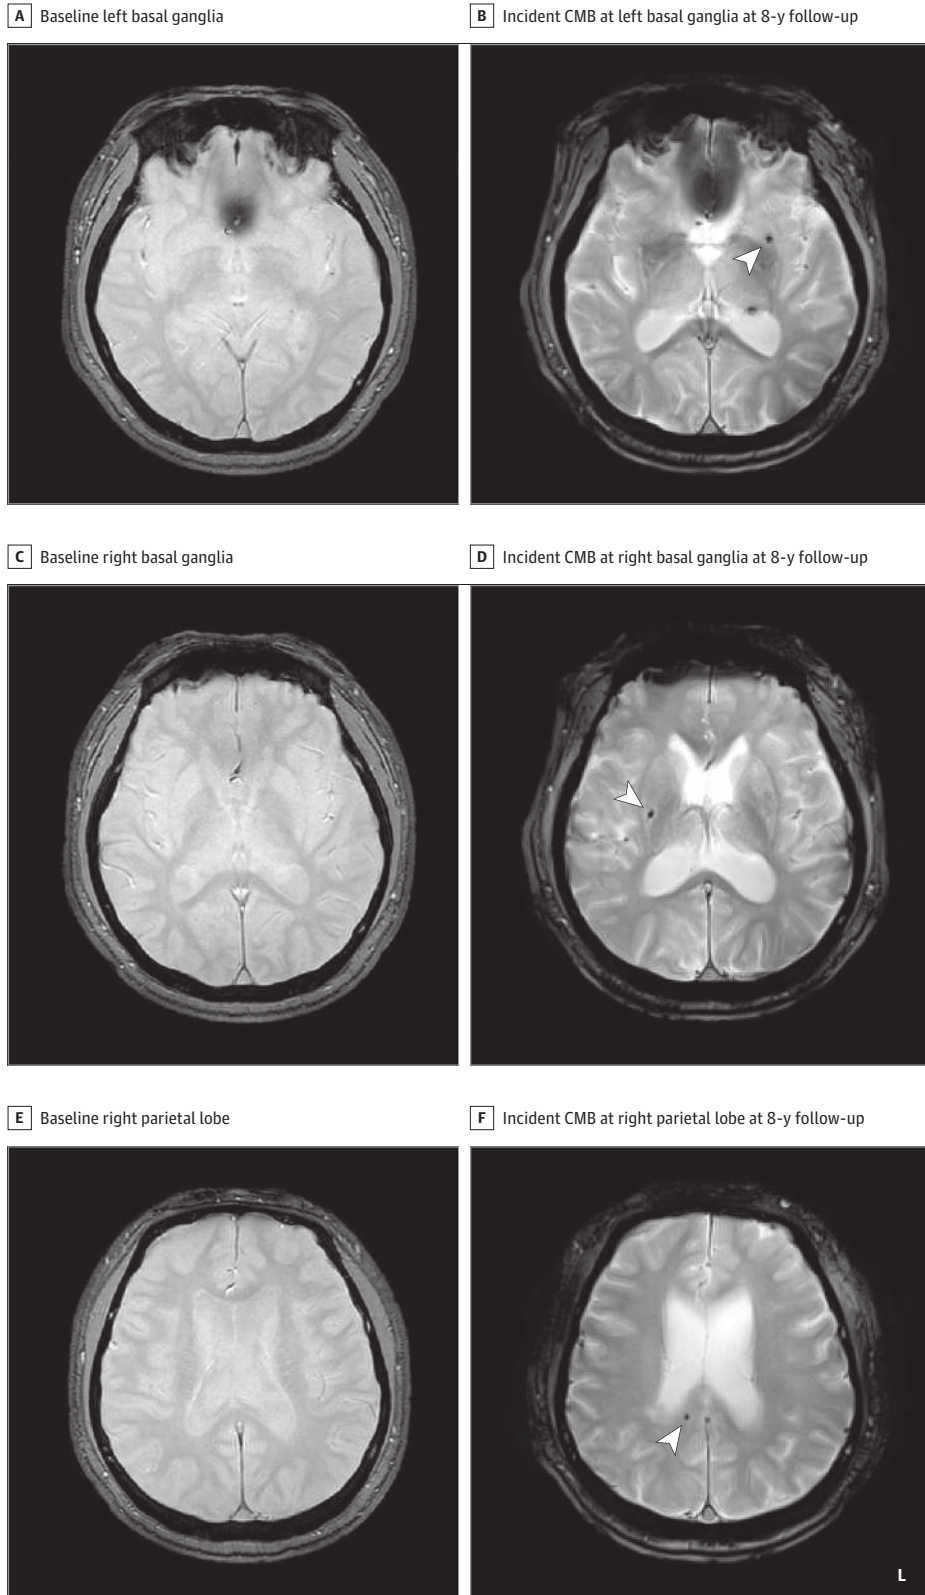 A Baseline left basal ganglia
B Incident CMB at left basal ganglia at 8-y follow-up
C Baseline right basal ganglia
D Incident CMB at right basal ganglia at 8-y follow-up
E Baseline right parietal lobe
F Incident CMB at right parietal lobe at 8-y follow-up
L